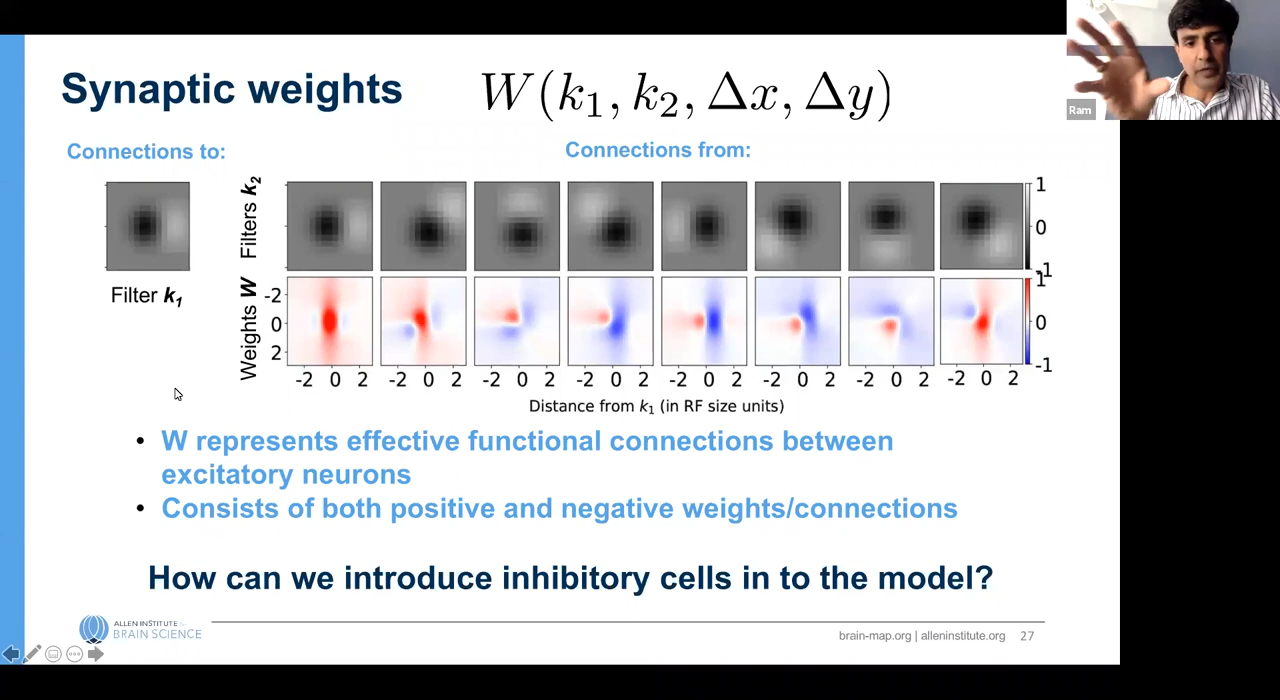 Synaptic weights W(k₁, k₂, Δx, Δy)
Ram
Connections to:
Connections from:
Filters k₂
1
0
-1
Filter k₁
Weights W
-2
0
2
1
0
-1
-2 0 2 -2 0 2 -2 0 2 -2 0 2 -2 0 2 -2 0 2 -2 0 2 -2 0 2
Distance from k₁ (in RF size units)
• W represents effective functional connections between
excitatory neurons
• Consists of both positive and negative weights/connections
How can we introduce inhibitory cells in to the model?
ALLEN INSTITUTE for
BRAIN SCIENCE
brain-map.org | alleninstitute.org 27